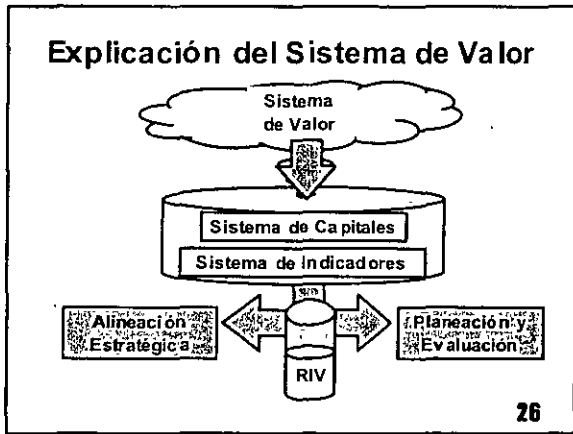 Explicación del Sistema de Valor
Sistema
de Valor
Sistema de Capitales
Sistema de Indicadores
Alineación
Estratégica
Planeación y
Evaluación
RIV
26